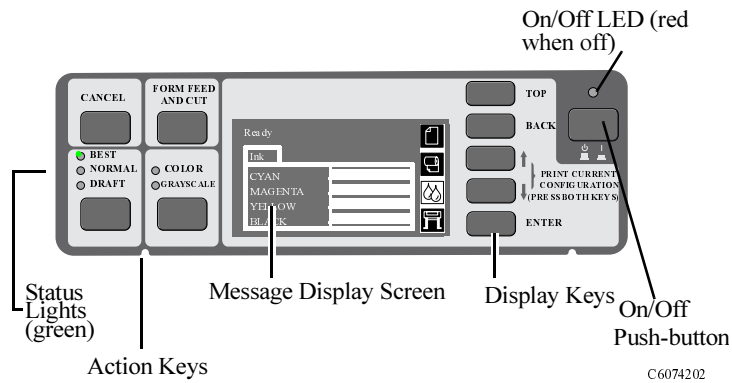 On/Off LED (red
when off)
CANCEL
FORM FEED
AND CUT
BEST
NORMAL
DRAFT
COLOR
GRAYSCALE
Ready
Ink
CYAN
MAGENTA
YELLOW
BLACK
TOP
BACK
PRINT CURRENT
CONFIGURATION
(PRESS BOTH KEYS)
ENTER
Status
Lights
(green)
Action Keys
Message Display Screen
Display Keys
On/Off
Push-button
C6074202